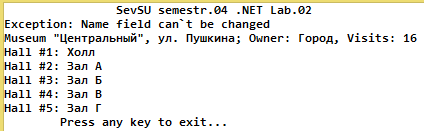 SevSU semestr.04 .NET Lab.02
Exception: Name field can`t be changed
Museum "Центральный", ул. Пушкина; Owner: Город, Visits: 16
Hall #1: Холл
Hall #2: Зал А
Hall #3: Зал Б
Hall #4: Зал В
Hall #5: Зал Г
Press any key to exit...